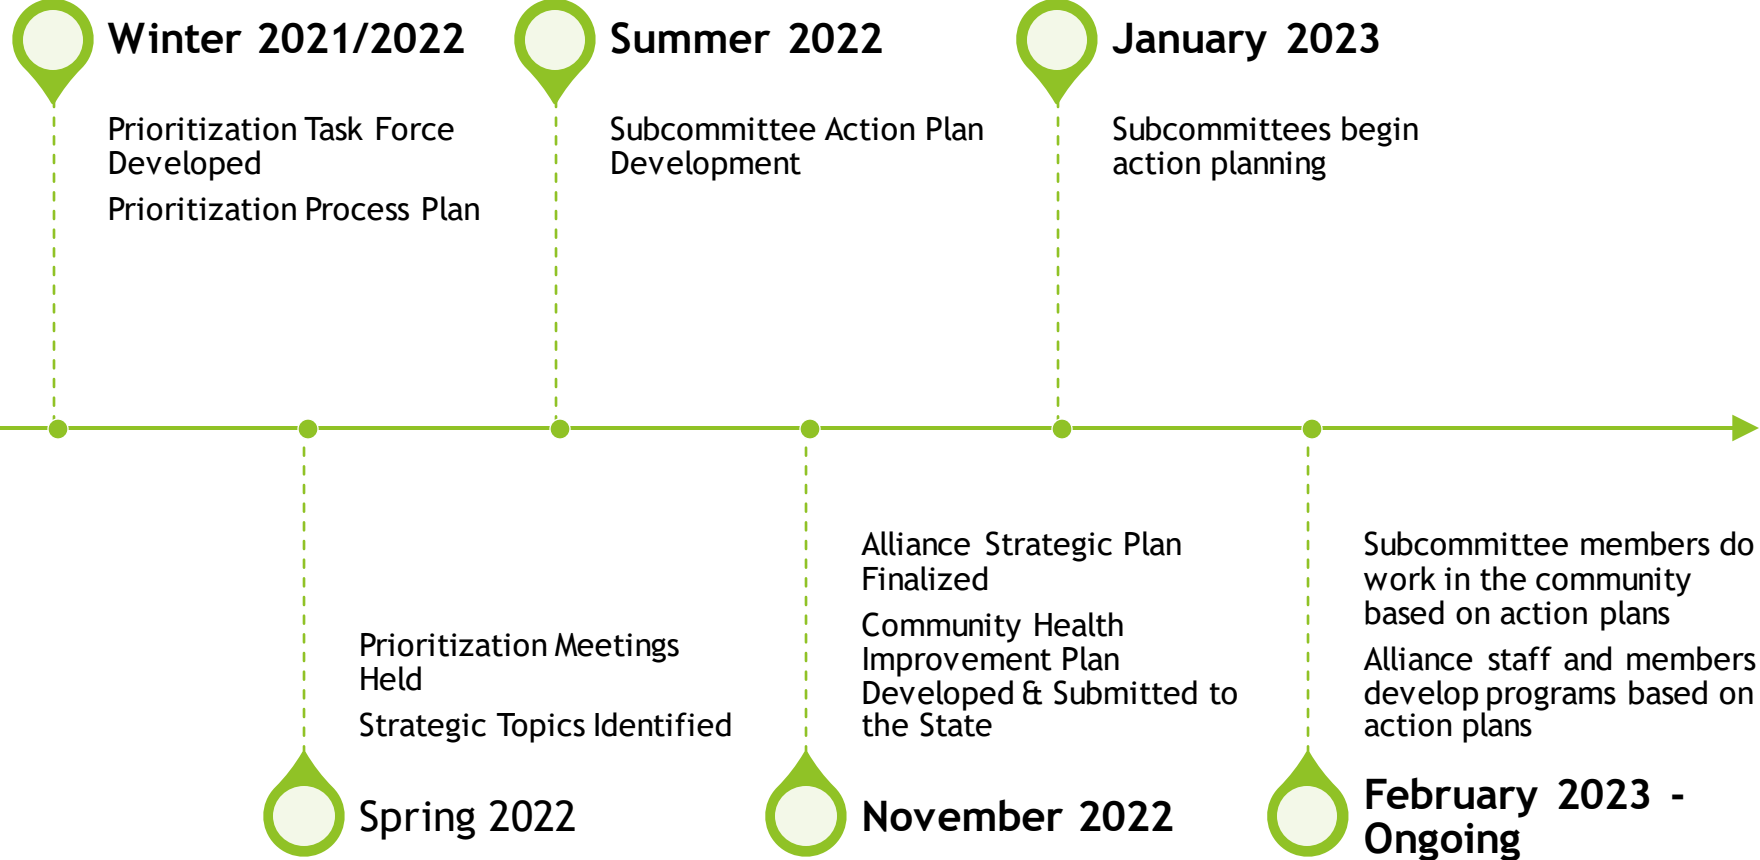 Winter 2021/2022
Prioritization Task Force
Developed
Prioritization Process Plan
Summer 2022
Subcommittee Action Plan
Development
January 2023
Subcommittees begin
action planning
Prioritization Meetings
Held
Strategic Topics Identified
Spring 2022
Alliance Strategic Plan
Finalized
Community Health
Improvement Plan
Developed & Submitted to
the State
November 2022
Subcommittee members do
work in the community
based on action plans
Alliance staff and members
develop programs based on
action plans
February 2023 -
Ongoing